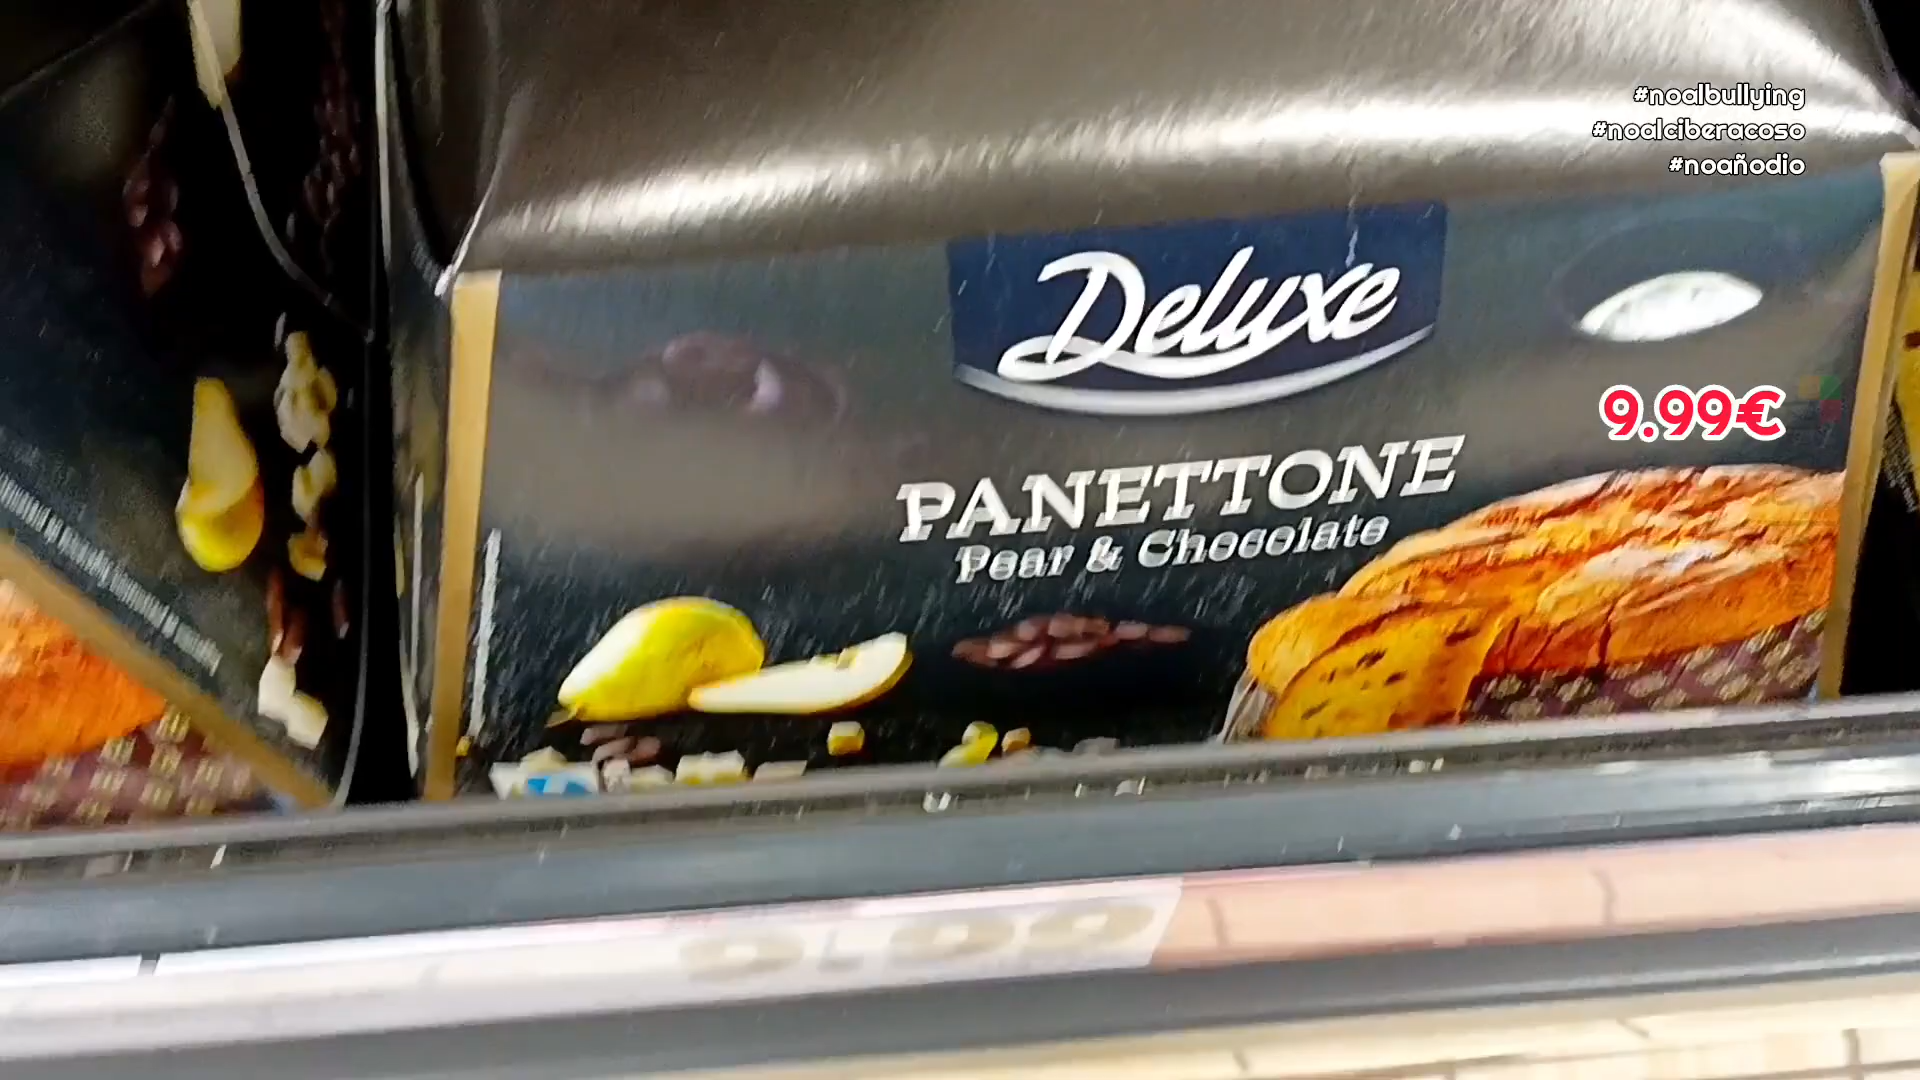 #noalbullying
#noalciberacoso
#noañodio
Deluxe
9.99€
PANETTONE
Pear & Chocolate